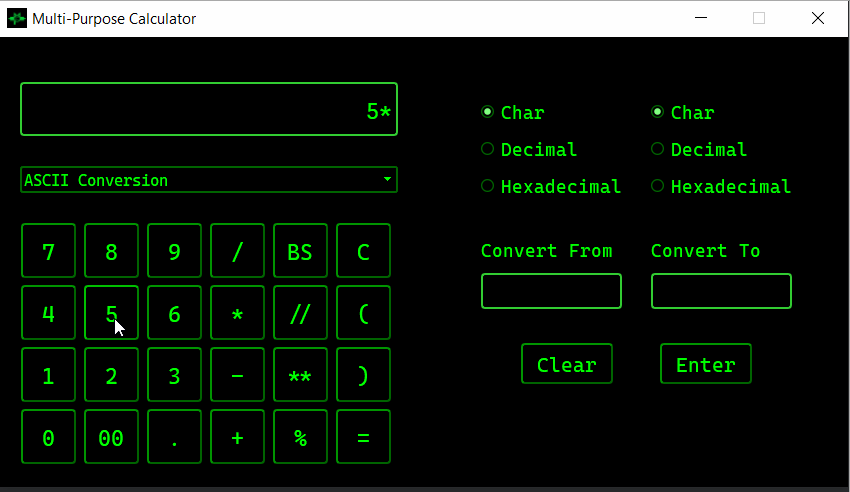 Multi-Purpose Calculator
5*
ASCII Conversion
7 8 9 / BS C
4 5 6 * // (
1 2 3 - ** )
0 00 . + % =
Char Char
Decimal Decimal
Hexadecimal Hexadecimal
Convert From Convert To
Clear Enter